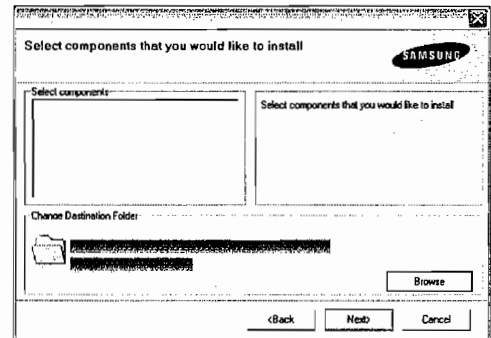 Select components that you would like to install
SAMSUNG
Select components
Select components that you would like to install
Change Destination Folder
Browse
<Back
Next>
Cancel